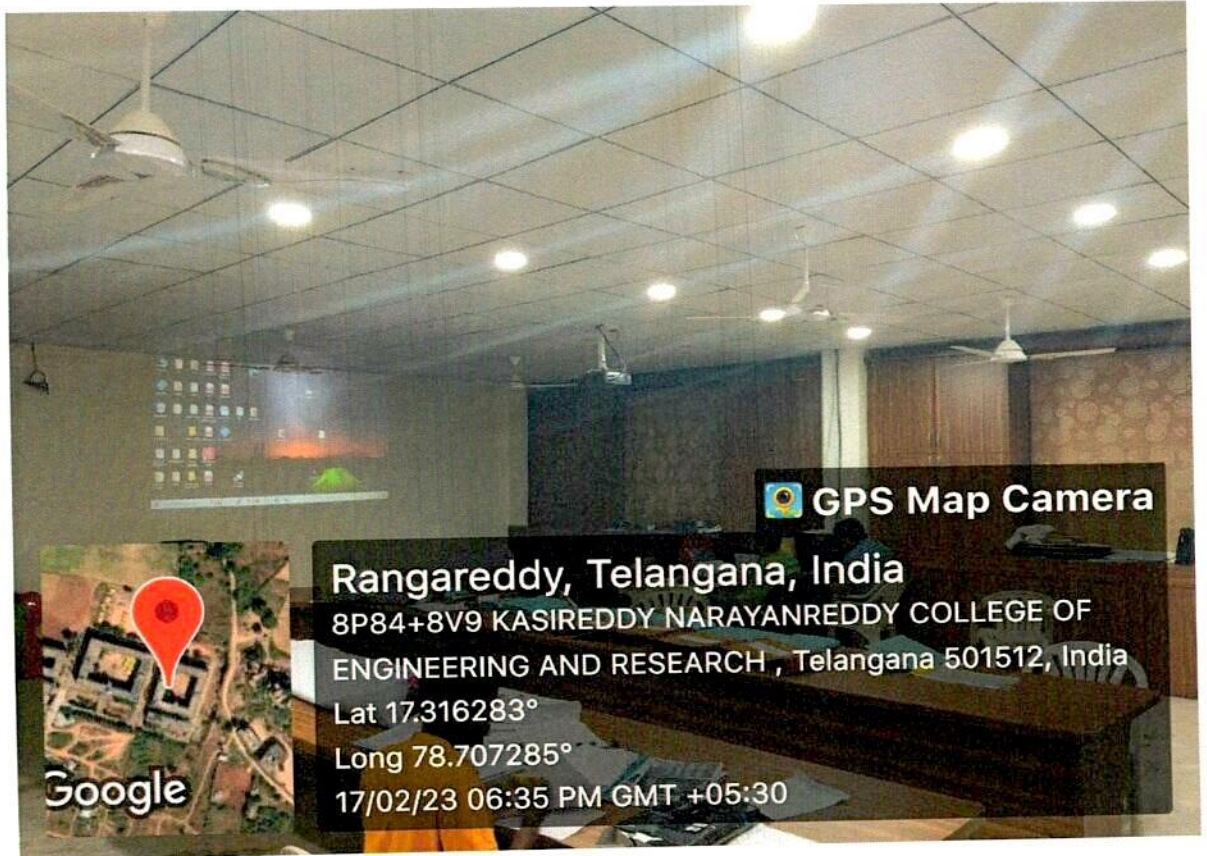 GPS Map Camera
Rangareddy, Telangana, India
8P84+8V9 KASIREDDY NARAYANREDDY COLLEGE OF
ENGINEERING AND RESEARCH , Telangana 501512, India
Lat 17.316283°
Long 78.707285°
17/02/23 06:35 PM GMT +05:30
Google